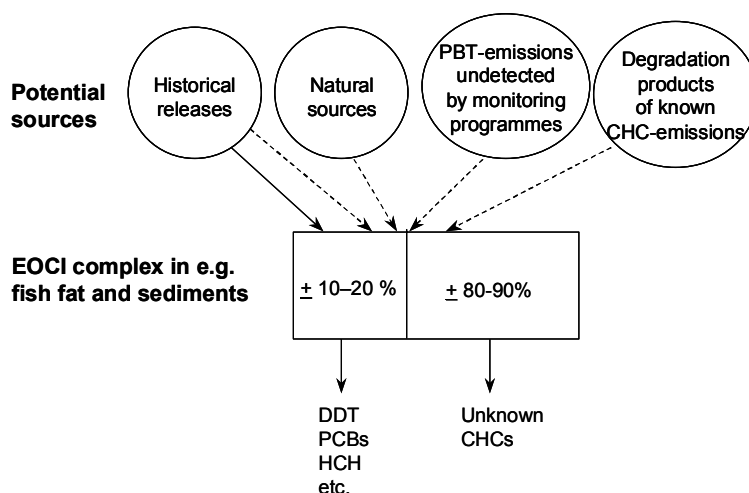 Potential
sources
Historical
releases
Natural
sources
PBT-emissions
undetected
by monitoring
programmes
Degradation
products
of known
CHC-emissions
EOCI complex in e.g.
fish fat and sediments
± 10–20 %
± 80-90%
DDT
PCBs
HCH
etc.
Unknown
CHCs